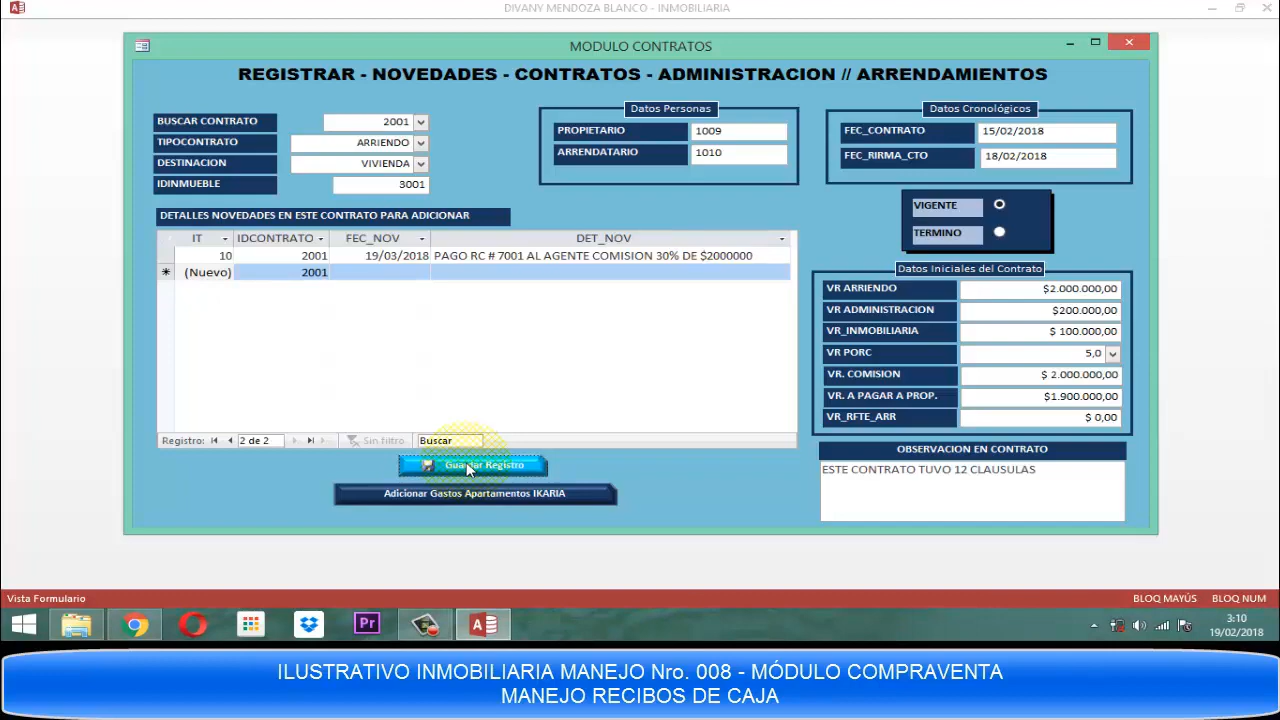 DIVANY MENDOZA BLANCO - INMOBILIARIA
MODULO CONTRATOS
REGISTRAR - NOVEDADES - CONTRATOS - ADMINISTRACION // ARRENDAMIENTOS
BUSCAR CONTRATO 2001
TIPOCONTRATO ARRIENDO
DESTINACION VIVIENDA
IDINMUEBLE 3001
Datos Personas
PROPIETARIO 1009
ARRENDATARIO 1010
Datos Cronológicos
FEC_CONTRATO 15/02/2018
FEC_RIRMA_CTO 18/02/2018
VIGENTE
TERMINO
DETALLES NOVEDADES EN ESTE CONTRATO PARA ADICIONAR
IT IDCONTRATO FEC_NOV DET_NOV
10 2001 19/03/2018 PAGO RC # 7001 AL AGENTE COMISION 30% DE $2000000
* (Nuevo) 2001
Registro: 2 de 2 Sin filtro Buscar
Guardar Registro
Adicionar Gastos Apartamentos IKARIA
Datos Iniciales del Contrato
VR ARRIENDO $2.000.000,00
VR ADMINISTRACION $200.000,00
VR_INMOBILIARIA $ 100.000,00
VR PORC 5,0
VR. COMISION $ 2.000.000,00
VR. A PAGAR A PROP. $1.900.000,00
VR_RFTE_ARR $ 0,00
OBSERVACION EN CONTRATO
ESTE CONTRATO TUVO 12 CLAUSULAS
Vista Formulario
BLOQ MAYÚS BLOQ NUM
Pr
3:10
19/02/2018
ILUSTRATIVO INMOBILIARIA MANEJO Nro. 008 - MÓDULO COMPRAVENTA
MANEJO RECIBOS DE CAJA